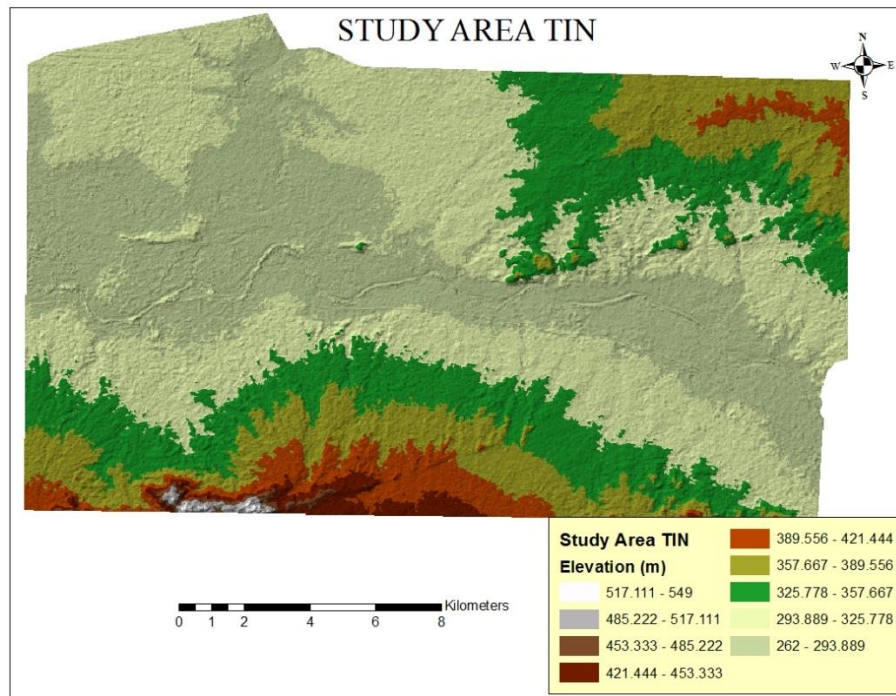 STUDY AREA TIN
N
W E
S
Study Area TIN
Elevation (m)
517.111 - 549
485.222 - 517.111
453.333 - 485.222
421.444 - 453.333
389.556 - 421.444
357.667 - 389.556
325.778 - 357.667
293.889 - 325.778
262 - 293.889
Kilometers
0 1 2 4 6 8